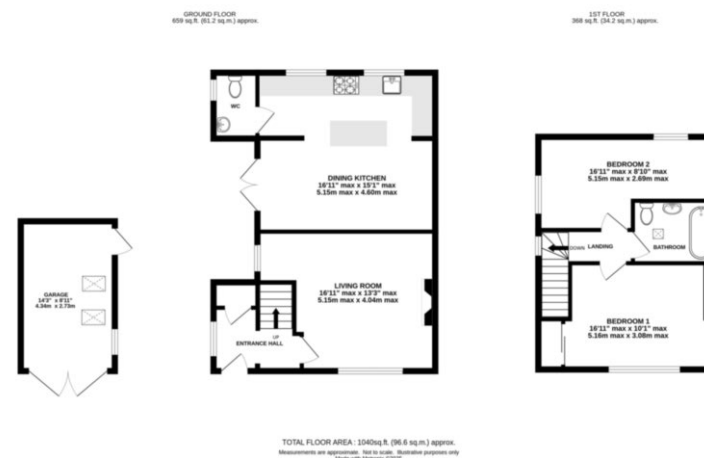 GROUND FLOOR
659 sq.ft. (61.2 sq.m.) approx.
1ST FLOOR
368 sq.ft. (34.2 sq.m.) approx.
WC
DINING KITCHEN
16'11" max x 15'1" max
5.15m max x 4.60m max
BEDROOM 2
16'11" max x 8'10" max
5.15m max x 2.69m max
DOWN
LANDING
BATHROOM
GARAGE
14'3" x 8'11"
4.34m x 2.73m
LIVING ROOM
16'11" max x 13'3" max
5.15m max x 4.04m max
UP
ENTRANCE HALL
BEDROOM 1
16'11" max x 10'1" max
5.16m max x 3.08m max
TOTAL FLOOR AREA : 1040sq.ft. (96.6 sq.m.) approx.
Measurements are approximate. Not to scale. Illustrative purposes only
Made with Metropix